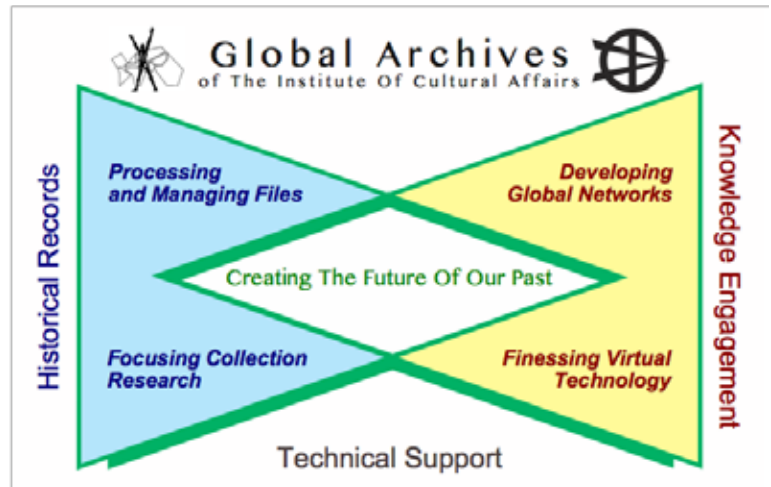 Global Archives
of The Institute Of Cultural Affairs
Historical Records
Processing
and Managing Files
Developing
Global Networks
Creating The Future Of Our Past
Focusing Collection
Research
Finessing Virtual
Technology
Knowledge Engagement
Technical Support